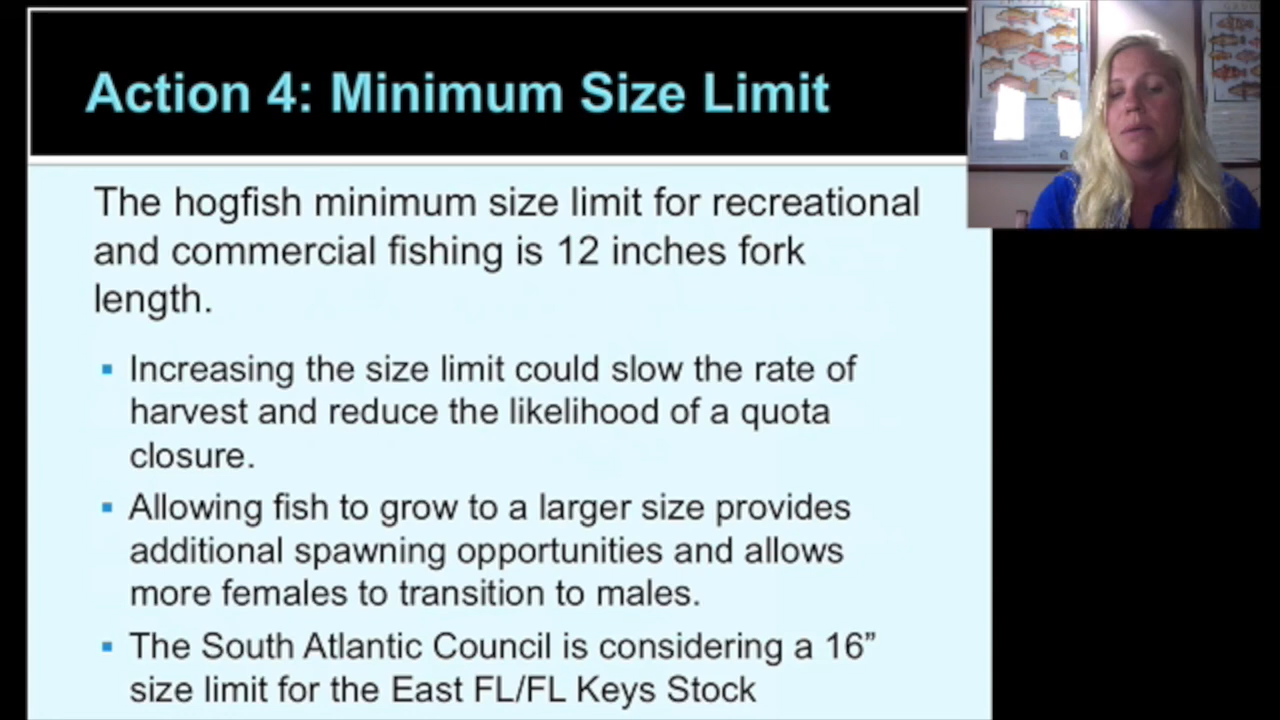 Action 4: Minimum Size Limit
The hogfish minimum size limit for recreational
and commercial fishing is 12 inches fork
length.
▪ Increasing the size limit could slow the rate of
harvest and reduce the likelihood of a quota
closure.
▪ Allowing fish to grow to a larger size provides
additional spawning opportunities and allows
more females to transition to males.
▪ The South Atlantic Council is considering a 16”
size limit for the East FL/FL Keys Stock